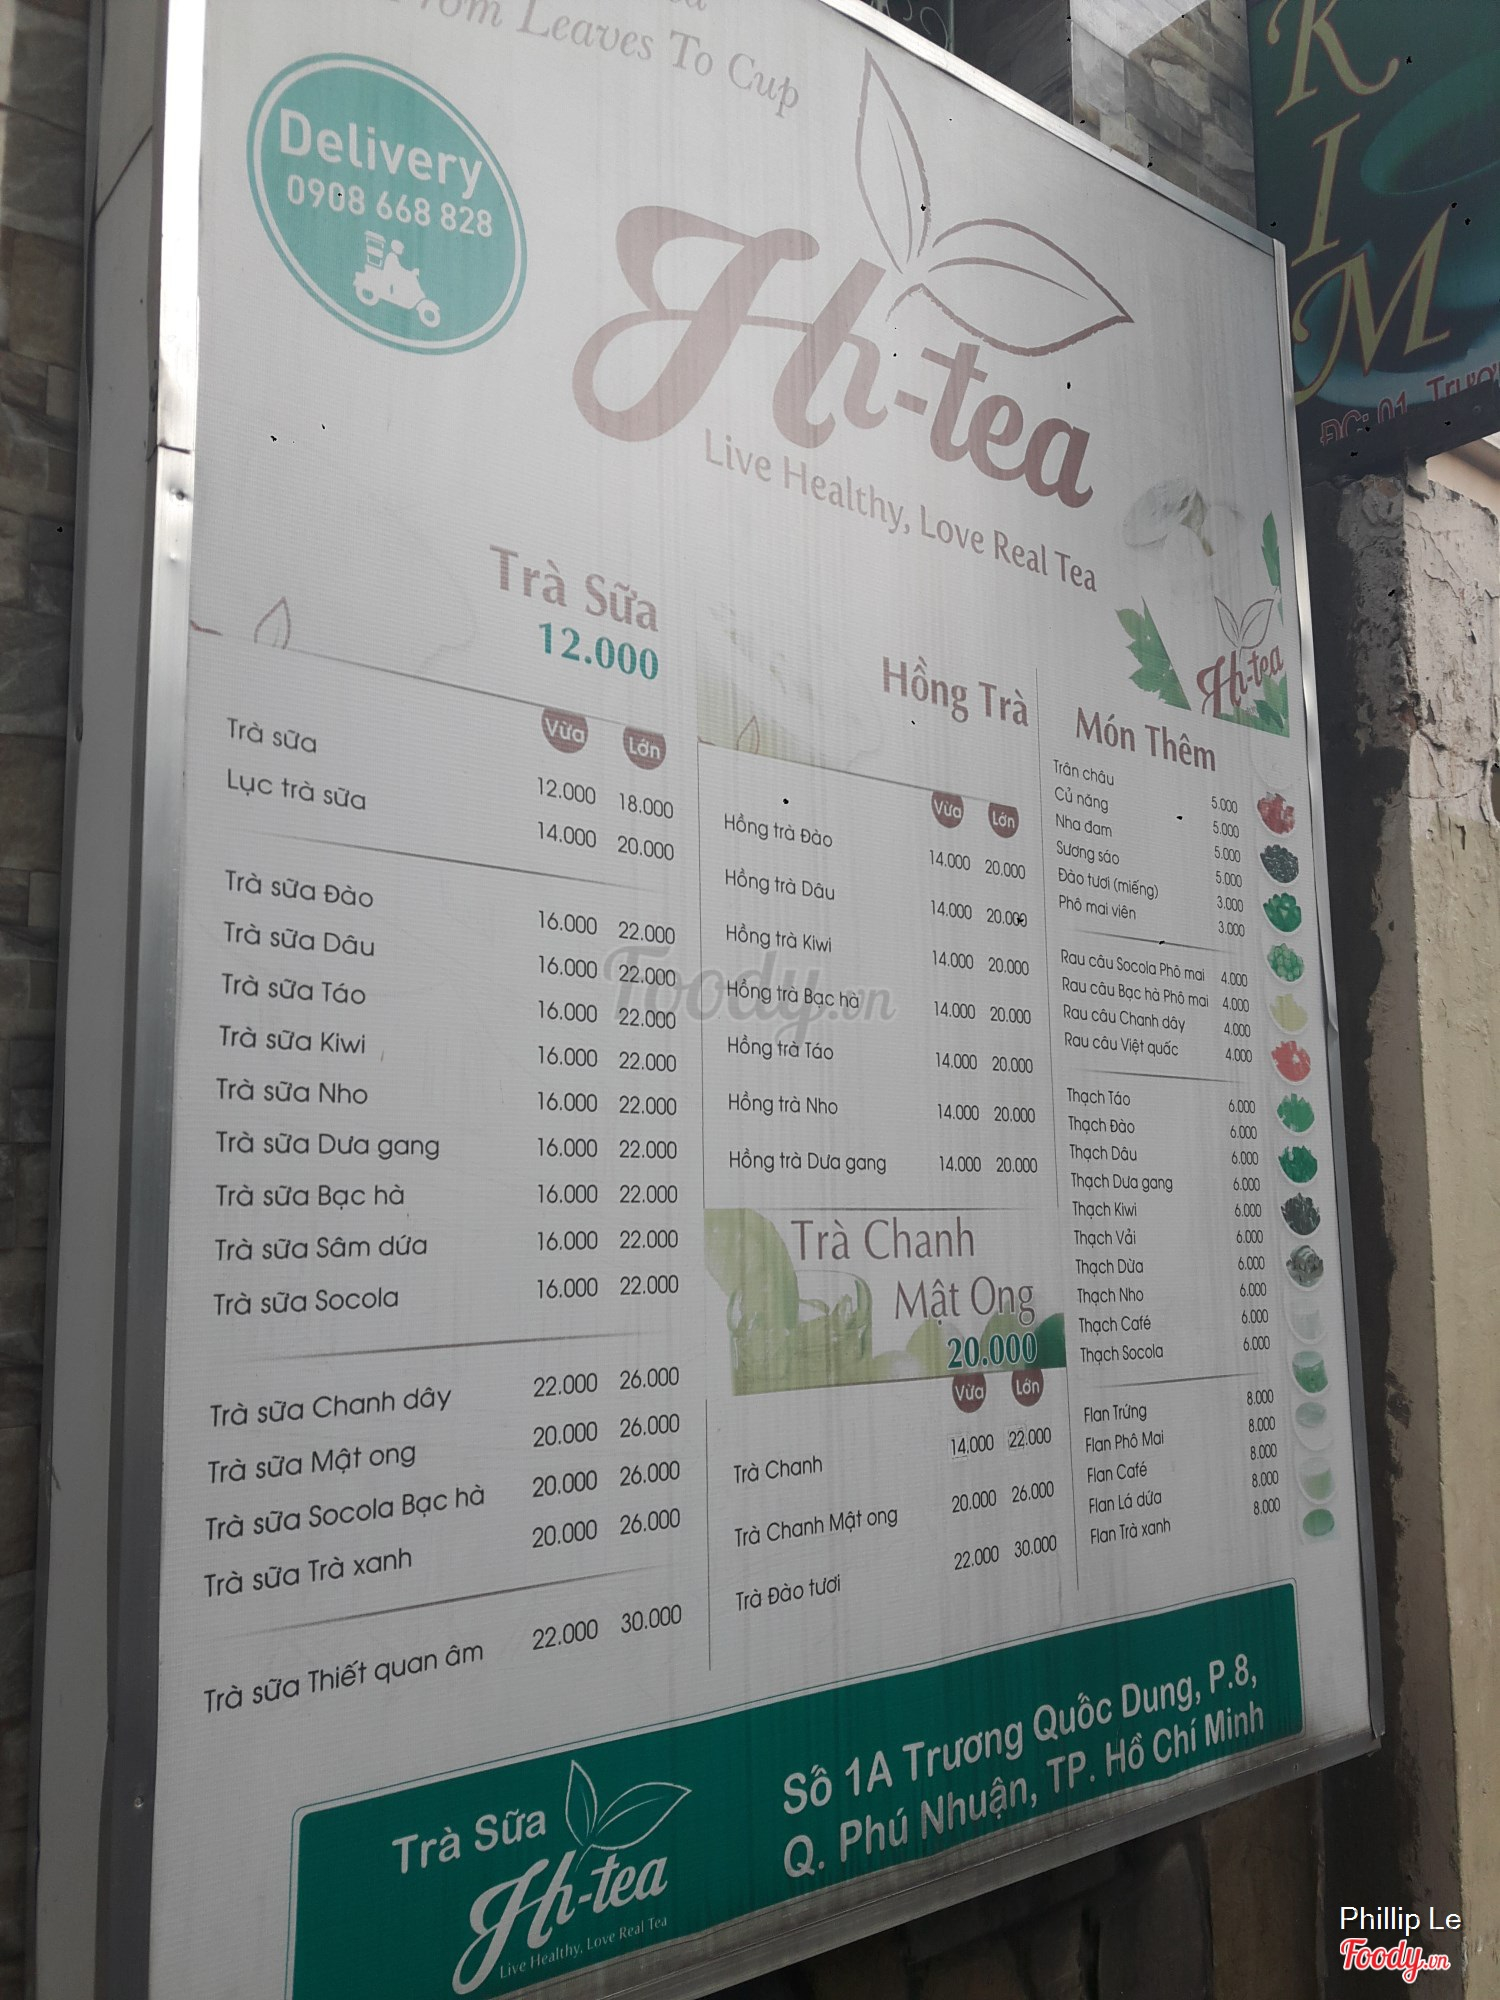 From Leaves To Cup
Delivery
0908 668 828
Hh-tea
Live Healthy, Love Real Tea
KIM
ĐC: 01
Trà Sữa
12.000
Vừa Lớn
Trà sữa 12.000 18.000
Lục trà sữa 14.000 20.000
Trà sữa Đào 16.000 22.000
Trà sữa Dâu 16.000 22.000
Trà sữa Táo 16.000 22.000
Trà sữa Kiwi 16.000 22.000
Trà sữa Nho 16.000 22.000
Trà sữa Dưa gang 16.000 22.000
Trà sữa Bạc hà 16.000 22.000
Trà sữa Sâm dứa 16.000 22.000
Trà sữa Socola 16.000 22.000
Trà sữa Chanh dây 22.000 26.000
Trà sữa Mật ong 20.000 26.000
Trà sữa Socola Bạc hà 20.000 26.000
Trà sữa Trà xanh 20.000 26.000
Trà sữa Thiết quan âm 22.000 30.000
Hồng Trà
Vừa Lớn
Hồng trà Đào 14.000 20.000
Hồng trà Dâu 14.000 20.000
Hồng trà Kiwi 14.000 20.000
Hồng trà Bạc hà 14.000 20.000
Hồng trà Táo 14.000 20.000
Hồng trà Nho 14.000 20.000
Hồng trà Dưa gang 14.000 20.000
Trà Chanh
Mật Ong
20.000
Vừa Lớn
Trà Chanh 14.000 22.000
Trà Chanh Mật ong 20.000 26.000
Trà Đào tươi 22.000 30.000
Hh-tea
Món Thêm
Trân châu 5.000
Củ năng 5.000
Nha đam 5.000
Sương sáo 5.000
Đào tươi (miếng) 3.000
Phô mai viên 3.000
Rau câu Socola Phô mai 4.000
Rau câu Bạc hà Phô mai 4.000
Rau câu Chanh dây 4.000
Rau câu Việt quấc 4.000
Thạch Táo 6.000
Thạch Đào 6.000
Thạch Dâu 6.000
Thạch Dưa gang 6.000
Thạch Kiwi 6.000
Thạch Vải 6.000
Thạch Dừa 6.000
Thạch Nho 6.000
Thạch Café 6.000
Thạch Socola 6.000
Flan Trứng 8.000
Flan Phô Mai 8.000
Flan Café 8.000
Flan Lá dứa 8.000
Flan Trà xanh 8.000
Foody.vn
Trà Sữa
Hh-tea
Live Healthy, Love Real Tea
Số 1A Trương Quốc Dung, P.8,
Q. Phú Nhuận, TP. Hồ Chí Minh
Phillip Le
Foody.vn